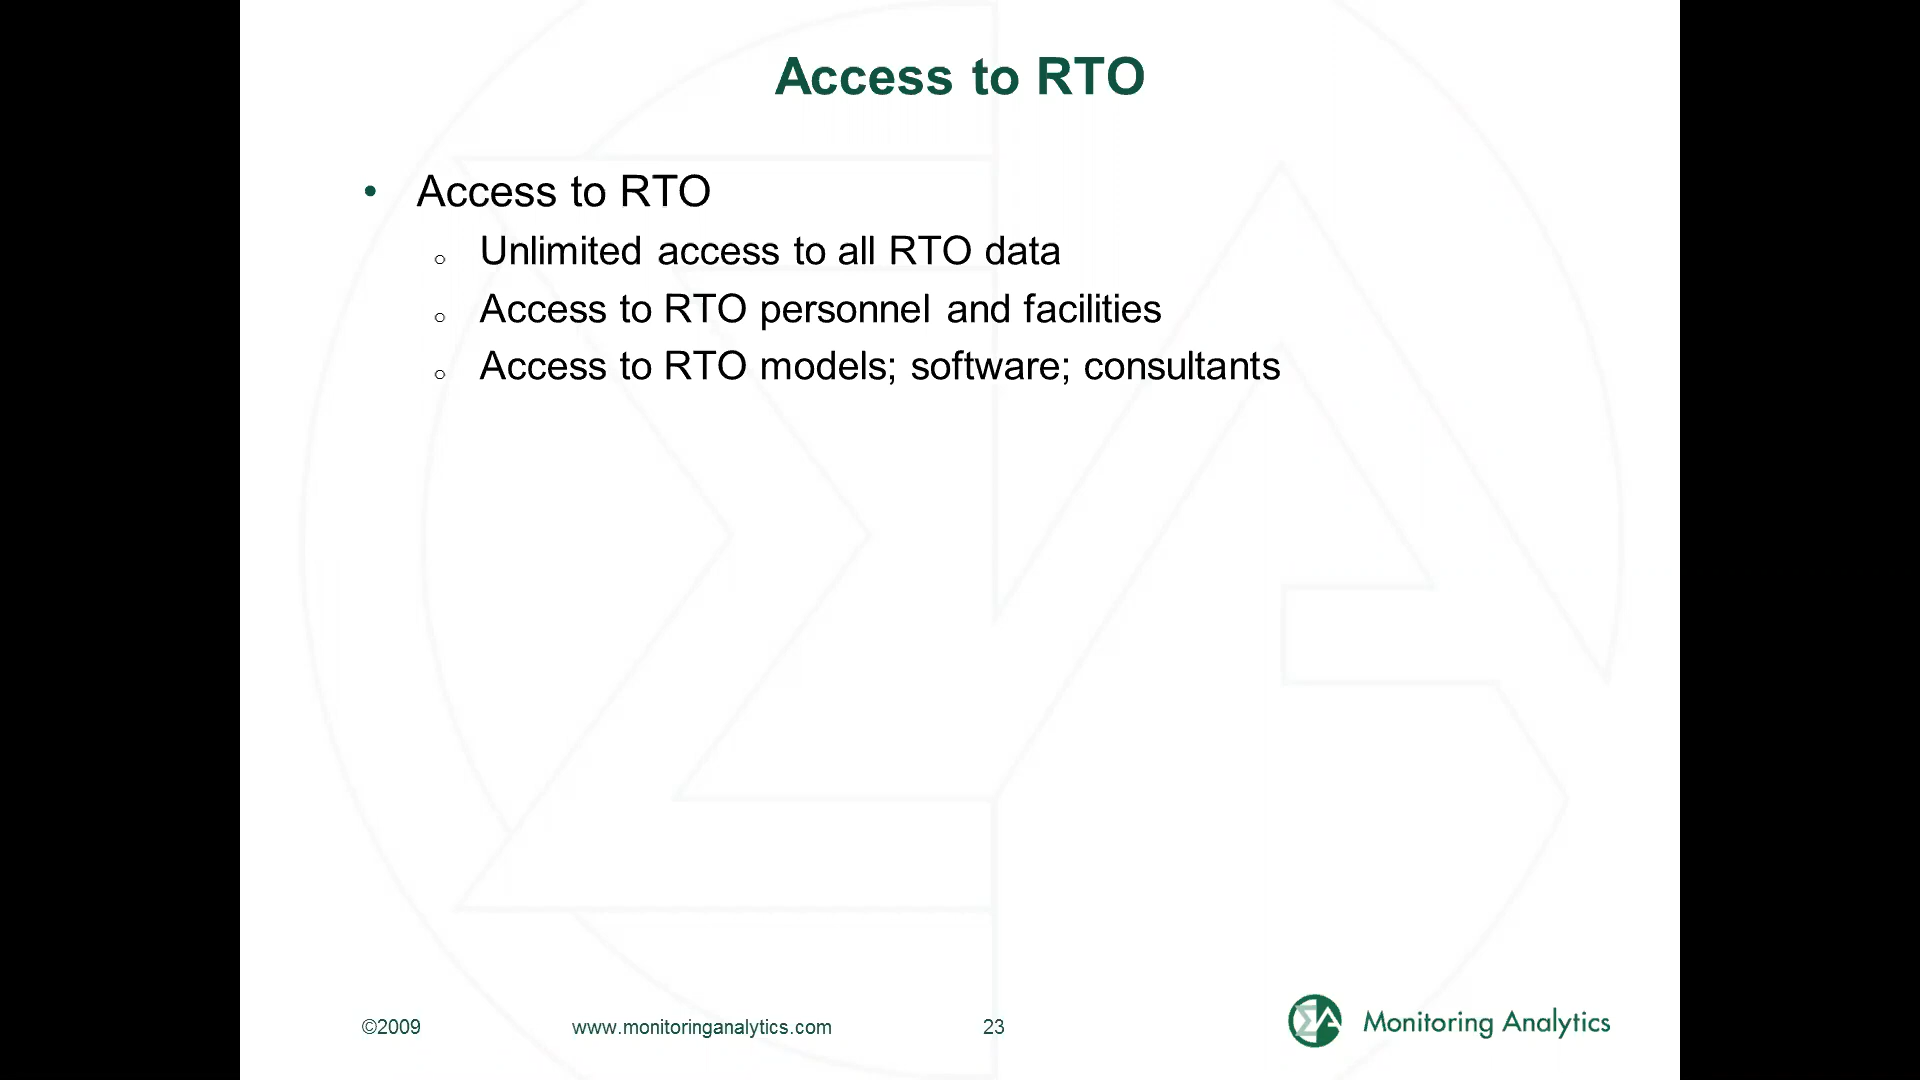 Access to RTO
• Access to RTO
o Unlimited access to all RTO data
o Access to RTO personnel and facilities
o Access to RTO models; software; consultants
©2009 www.monitoringanalytics.com 23 Monitoring Analytics